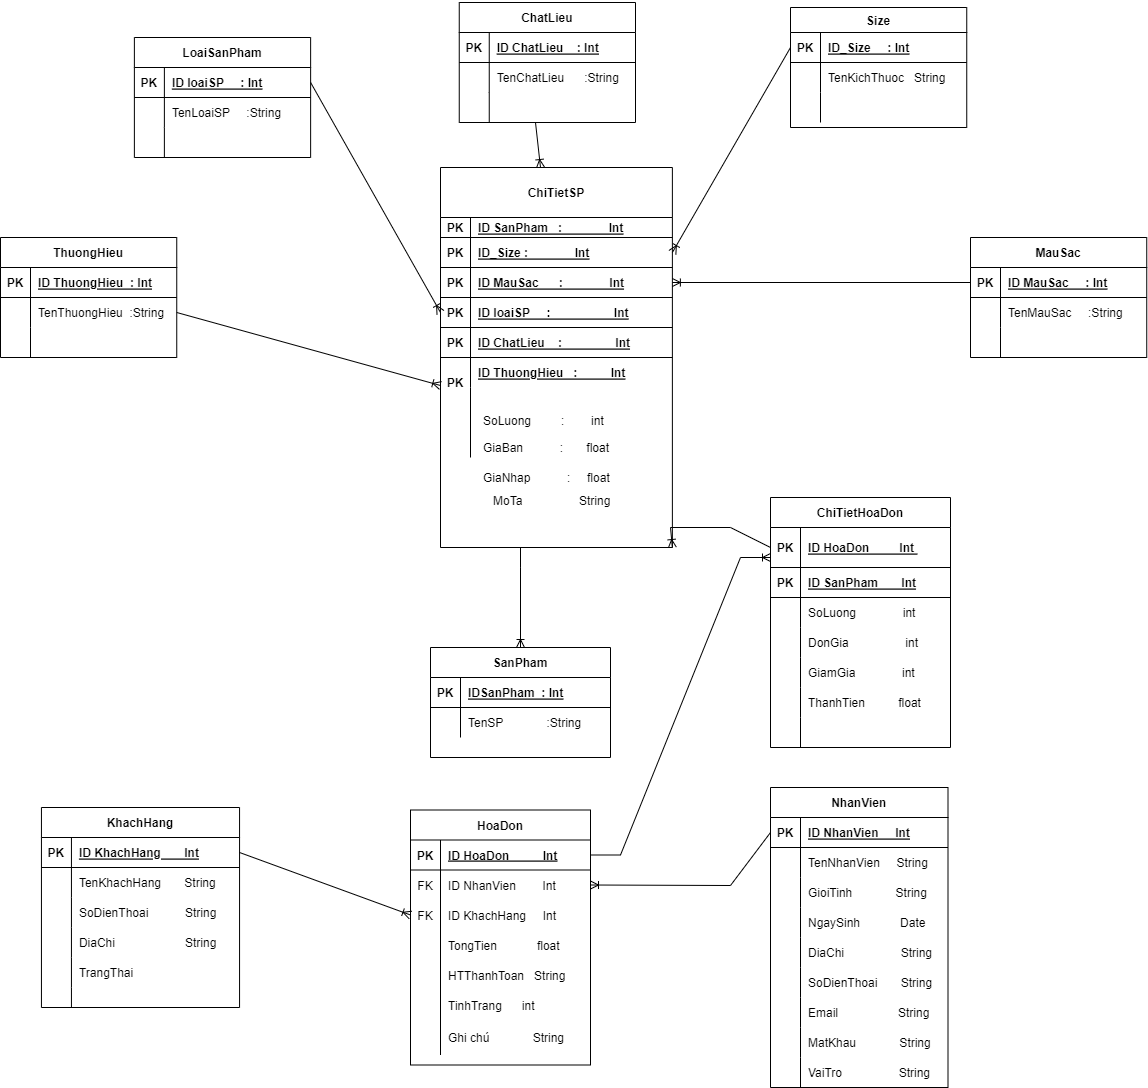 ChatLieu
PK ID ChatLieu : Int
TenChatLieu :String
Size
PK ID_Size : Int
TenKichThuoc String
LoaiSanPham
PK ID loaiSP : Int
TenLoaiSP :String
ChiTietSP
PK ID SanPham : Int
PK ID_Size : Int
PK ID MauSac : Int
PK ID loaiSP : Int
PK ID ChatLieu : Int
PK ID ThuongHieu : Int
SoLuong : int
GiaBan : float
GiaNhap : float
MoTa String
ThuongHieu
PK ID ThuongHieu : Int
TenThuongHieu :String
MauSac
PK ID MauSac : Int
TenMauSac :String
ChiTietHoaDon
PK ID HoaDon Int
PK ID SanPham Int
SoLuong int
DonGia int
GiamGia int
ThanhTien float
SanPham
PK IDSanPham : Int
TenSP :String
KhachHang
PK ID KhachHang Int
TenKhachHang String
SoDienThoai String
DiaChi String
TrangThai
HoaDon
PK ID HoaDon Int
FK ID NhanVien Int
FK ID KhachHang Int
TongTien float
HTThanhToan String
TinhTrang int
Ghi chú String
NhanVien
PK ID NhanVien Int
TenNhanVien String
GioiTinh String
NgaySinh Date
DiaChi String
SoDienThoai String
Email String
MatKhau String
VaiTro String